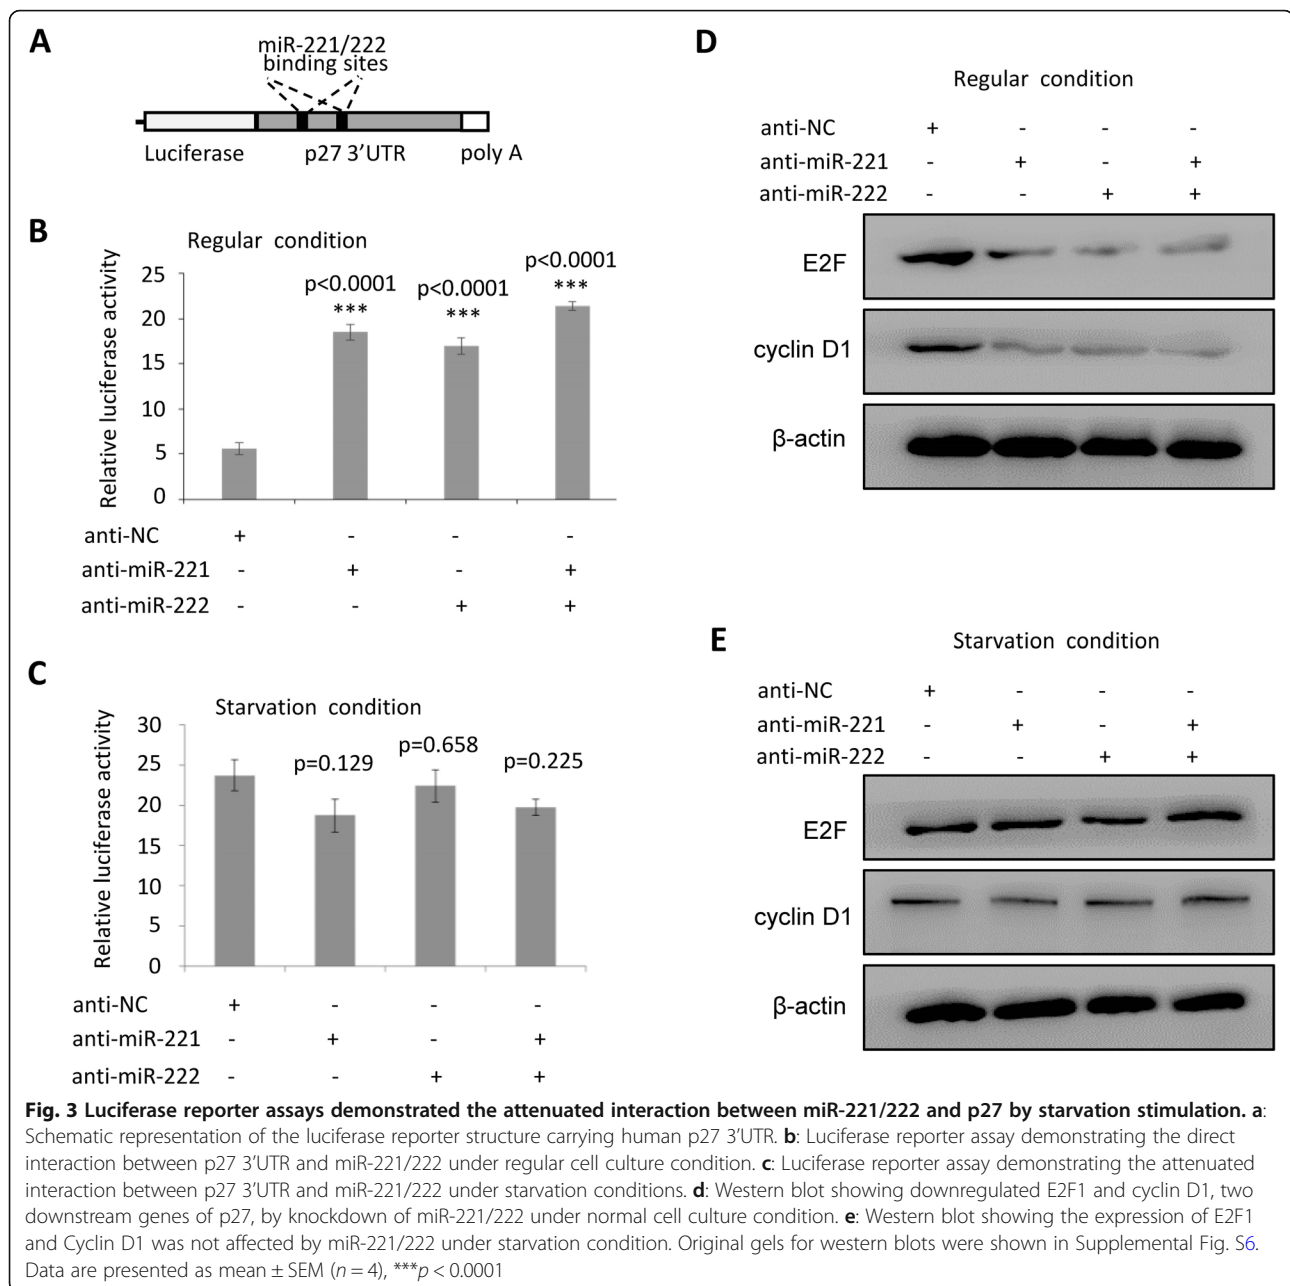 A
miR-221/222
binding sites
Luciferase p27 3'UTR poly A
B
Regular condition
Relative luciferase activity
25
20
15
10
5
0
p<0.0001
***
p<0.0001
***
p<0.0001
***
anti-NC + - - -
anti-miR-221 - + - +
anti-miR-222 - - + +
C
Starvation condition
Relative luciferase activity
30
25
20
15
10
5
0
p=0.129
p=0.658
p=0.225
anti-NC + - - -
anti-miR-221 - + - +
anti-miR-222 - - + +
D
Regular condition
anti-NC + - - -
anti-miR-221 - + - +
anti-miR-222 - - + +
E2F
cyclin D1
β-actin
E
Starvation condition
anti-NC + - - -
anti-miR-221 - + - +
anti-miR-222 - - + +
E2F
cyclin D1
β-actin
Fig. 3 Luciferase reporter assays demonstrated the attenuated interaction between miR-221/222 and p27 by starvation stimulation. a:
Schematic representation of the luciferase reporter structure carrying human p27 3'UTR. b: Luciferase reporter assay demonstrating the direct
interaction between p27 3'UTR and miR-221/222 under regular cell culture condition. c: Luciferase reporter assay demonstrating the attenuated
interaction between p27 3'UTR and miR-221/222 under starvation conditions. d: Western blot showing downregulated E2F1 and cyclin D1, two
downstream genes of p27, by knockdown of miR-221/222 under normal cell culture condition. e: Western blot showing the expression of E2F1
and Cyclin D1 was not affected by miR-221/222 under starvation condition. Original gels for western blots were shown in Supplemental Fig. S6.
Data are presented as mean ± SEM (n = 4), ***p < 0.0001